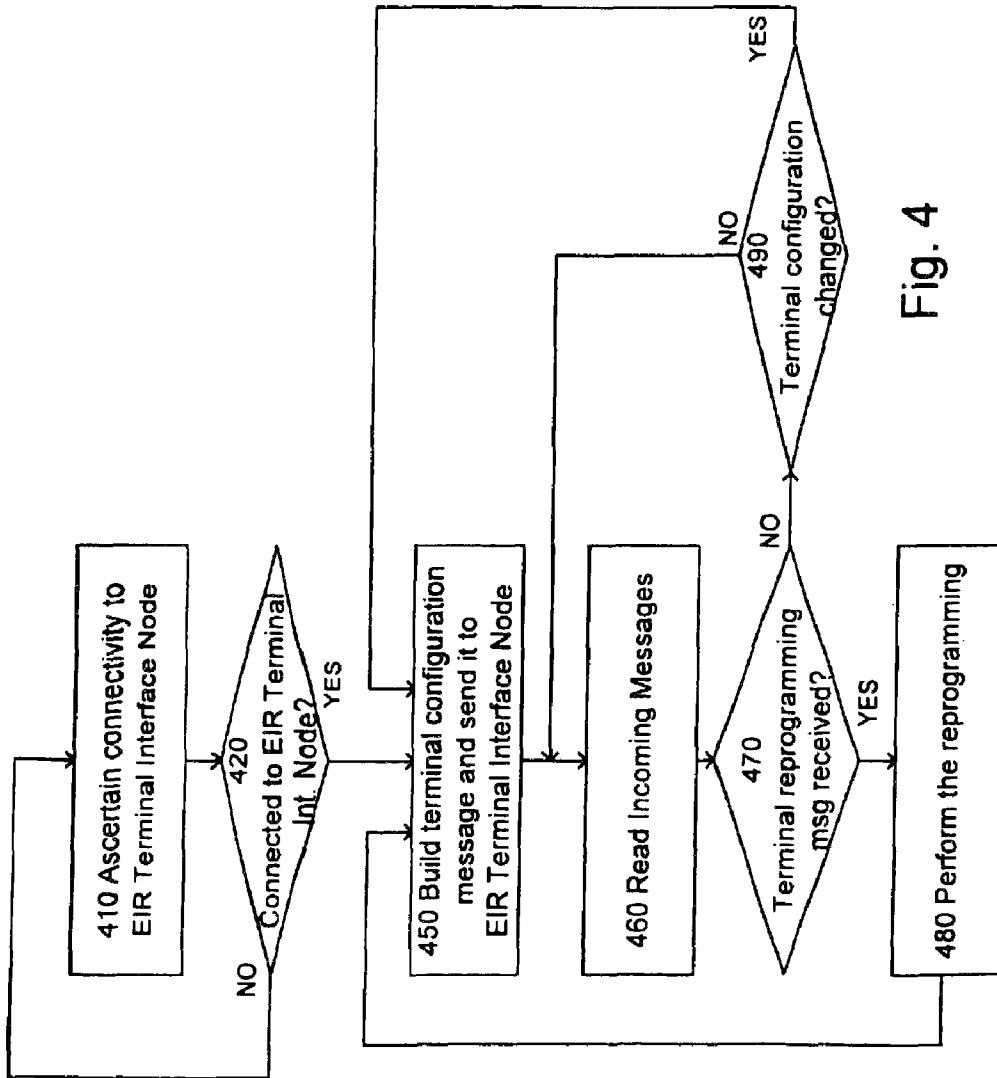 410 Ascertain connectivity to
EIR Terminal Interface Node
420
Connected to EIR Terminal
Int. Node?
NO
YES
450 Build terminal configuration
message and send it to
EIR Terminal Interface Node
460 Read Incoming Messages
470
Terminal reprogramming
msg received?
NO
YES
480 Perform the reprogramming
NO
490
Terminal configuration
changed?
YES
Fig. 4